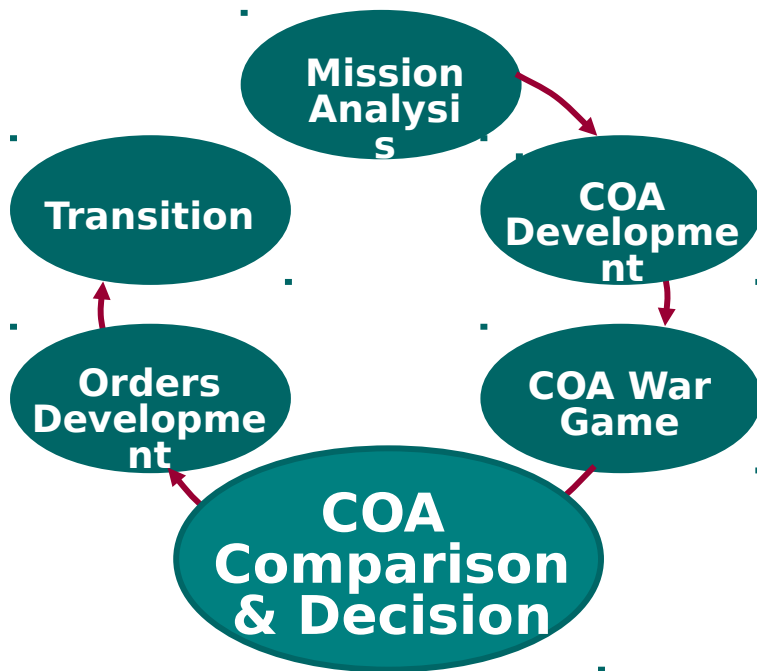 Mission
Analysi
s
COA
Developme
nt
COA War
Game
COA
Comparison
& Decision
Orders
Developme
nt
Transition